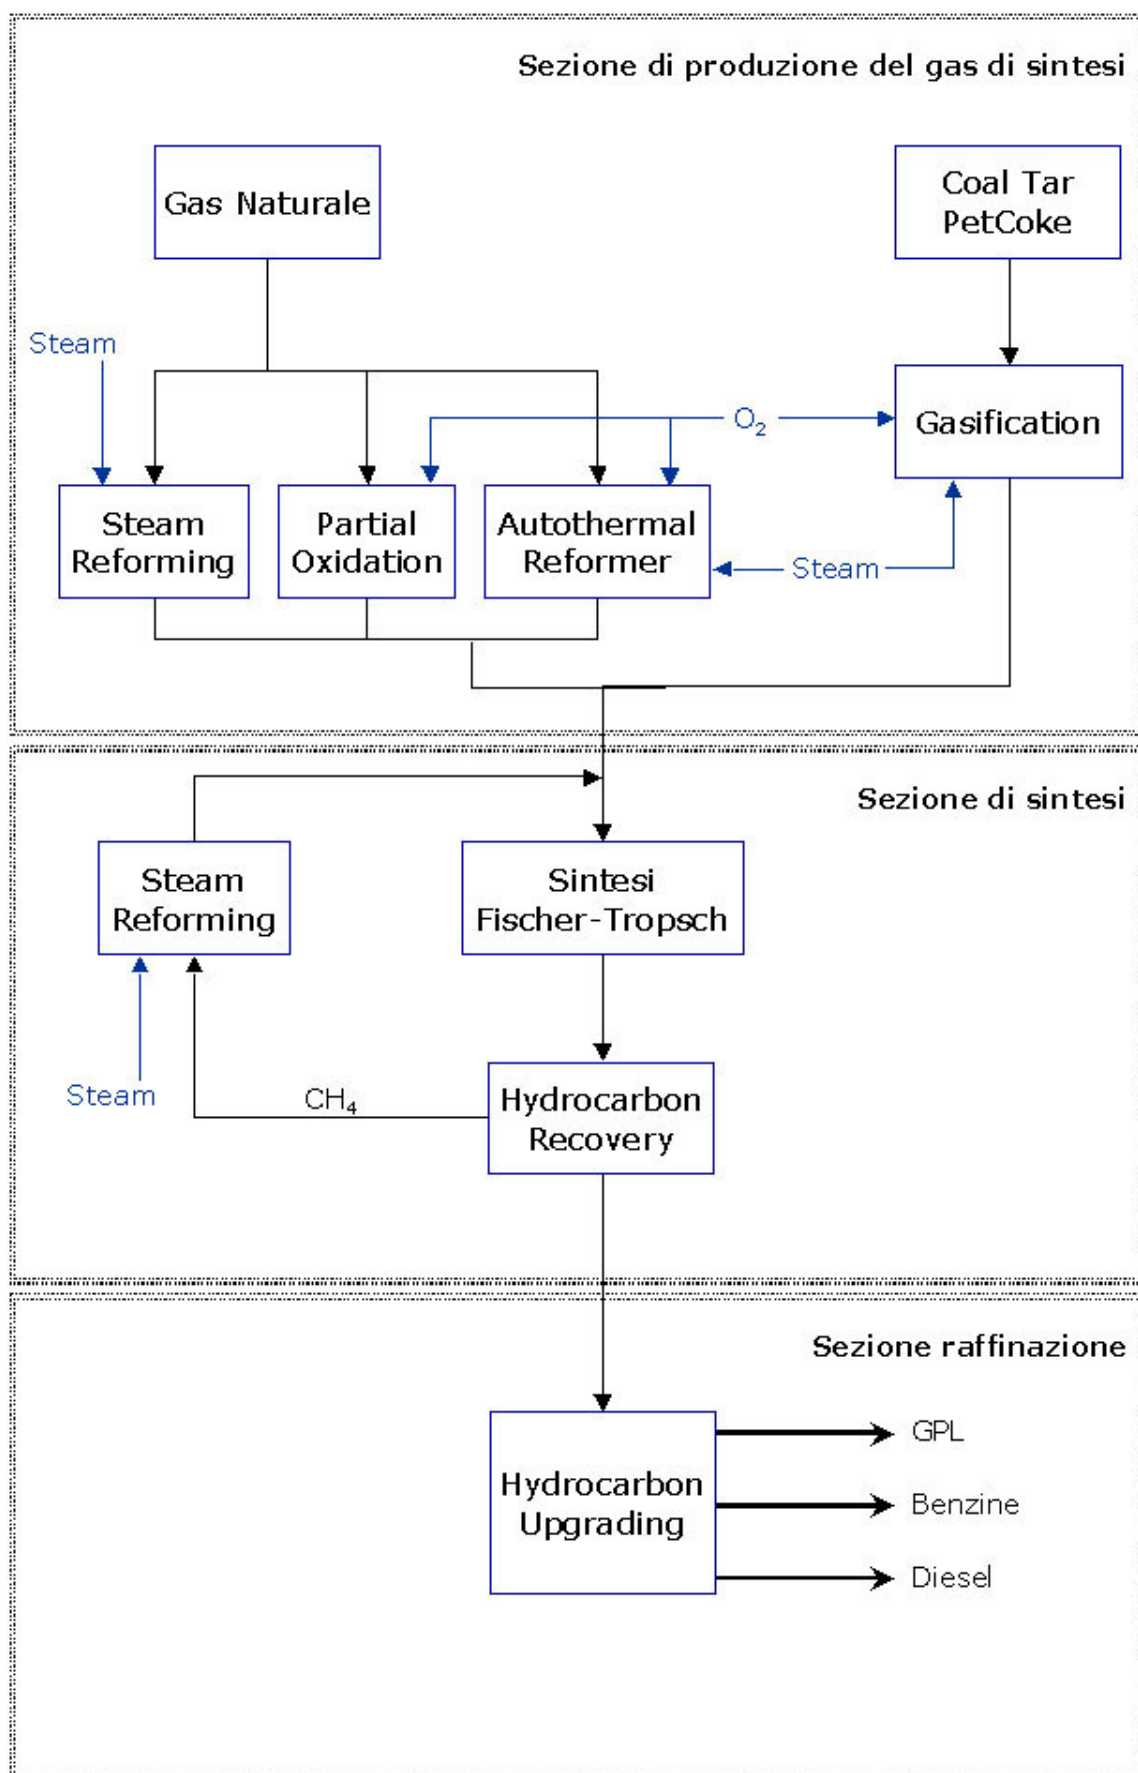 Sezione di produzione del gas di sintesi
Gas Naturale
Coal Tar
PetCoke
Steam
O₂
Gasification
Steam
Reforming
Partial
Oxidation
Autothermal
Reformer
Steam
Sezione di sintesi
Steam
Reforming
Sintesi
Fischer-Tropsch
Steam
CH₄
Hydrocarbon
Recovery
Sezione raffinazione
Hydrocarbon
Upgrading
GPL
Benzine
Diesel